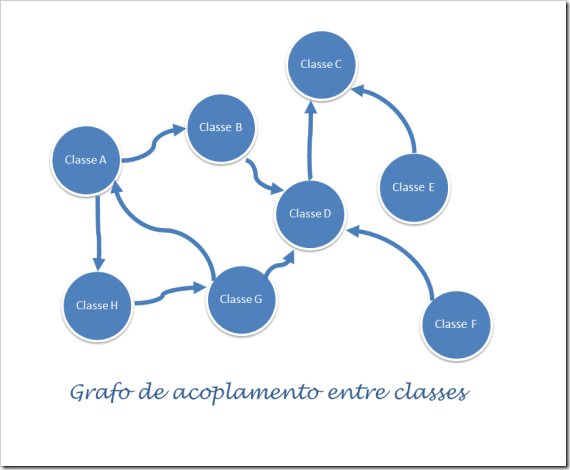 Classe C
Classe B
Classe A
Classe E
Classe D
Classe H
Classe G
Classe F
Grafo de acoplamento entre classes